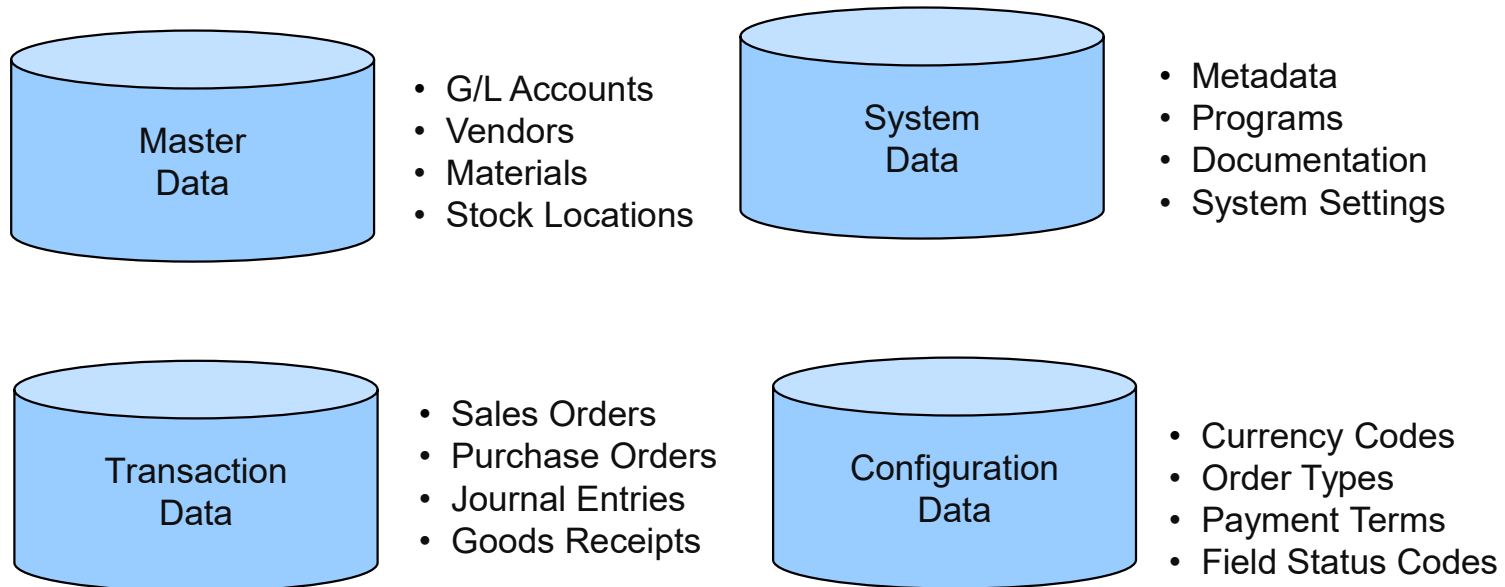 Master
Data
• G/L Accounts
• Vendors
• Materials
• Stock Locations
System
Data
• Metadata
• Programs
• Documentation
• System Settings
Transaction
Data
• Sales Orders
• Purchase Orders
• Journal Entries
• Goods Receipts
Configuration
Data
• Currency Codes
• Order Types
• Payment Terms
• Field Status Codes